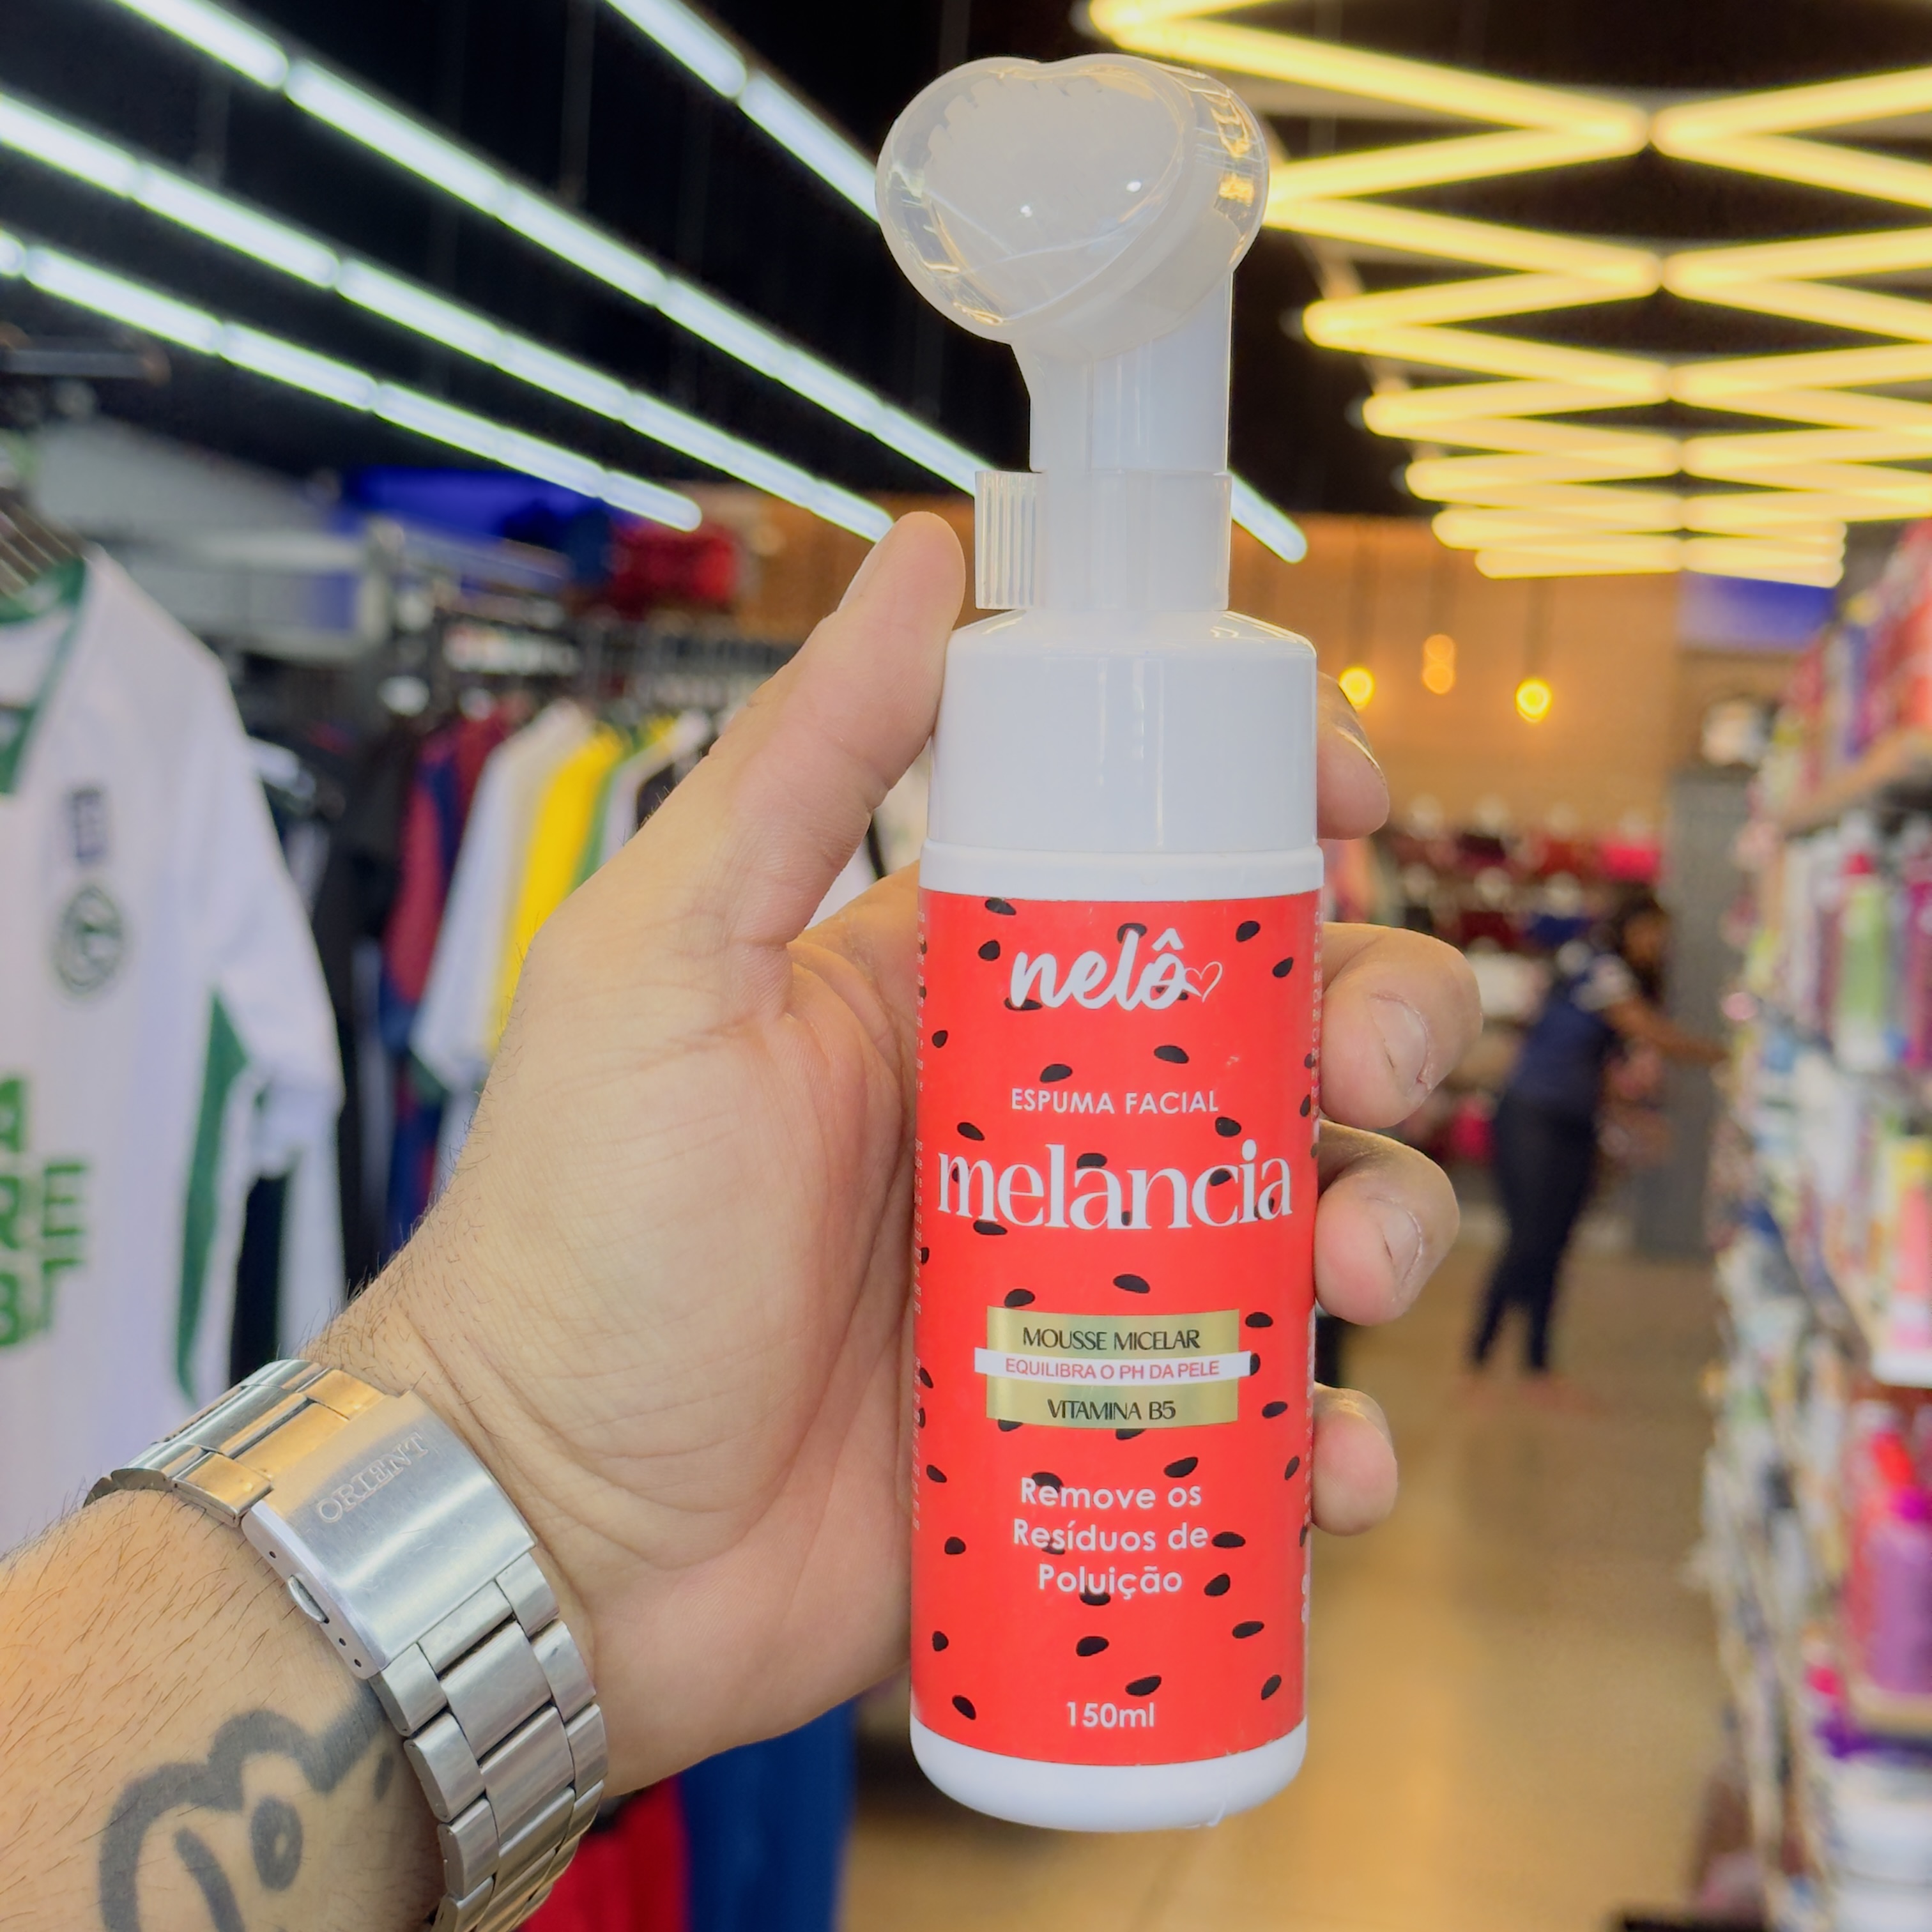 nelô
ESPUMA FACIAL
melancia
MOUSSE MICELAR
EQUILIBRA O PH DA PELE
VITAMINA B5
Remove os
Resíduos de
Poluição
150ml
ORIENT